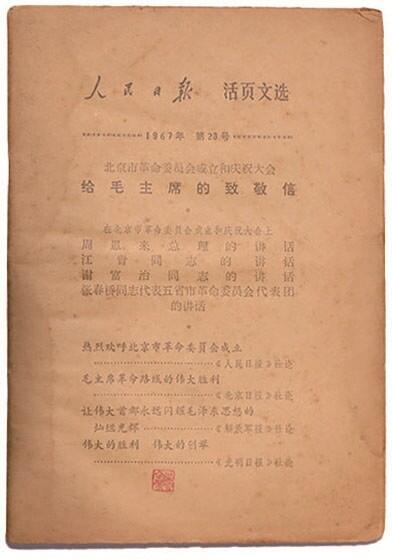 人民日报 活页文选
1967年 第23号
北京市革命委员会成立和庆祝大会
给毛主席的致敬信
在北京市革命委员会成立和庆祝大会上
周恩来总理的讲话
江青同志的讲话
谢富治同志的讲话
张春桥同志代表五省市革命委员会代表团
的讲话
热烈欢呼北京市革命委员会成立
……………………《人民日报》社论
毛主席革命路线的伟大胜利
……………………《北京日报》社论
让伟大首都永远闪耀毛泽东思想的
灿烂光辉……………《解放军报》社论
伟大的胜利 伟大的创举
……………………《光明日报》社论